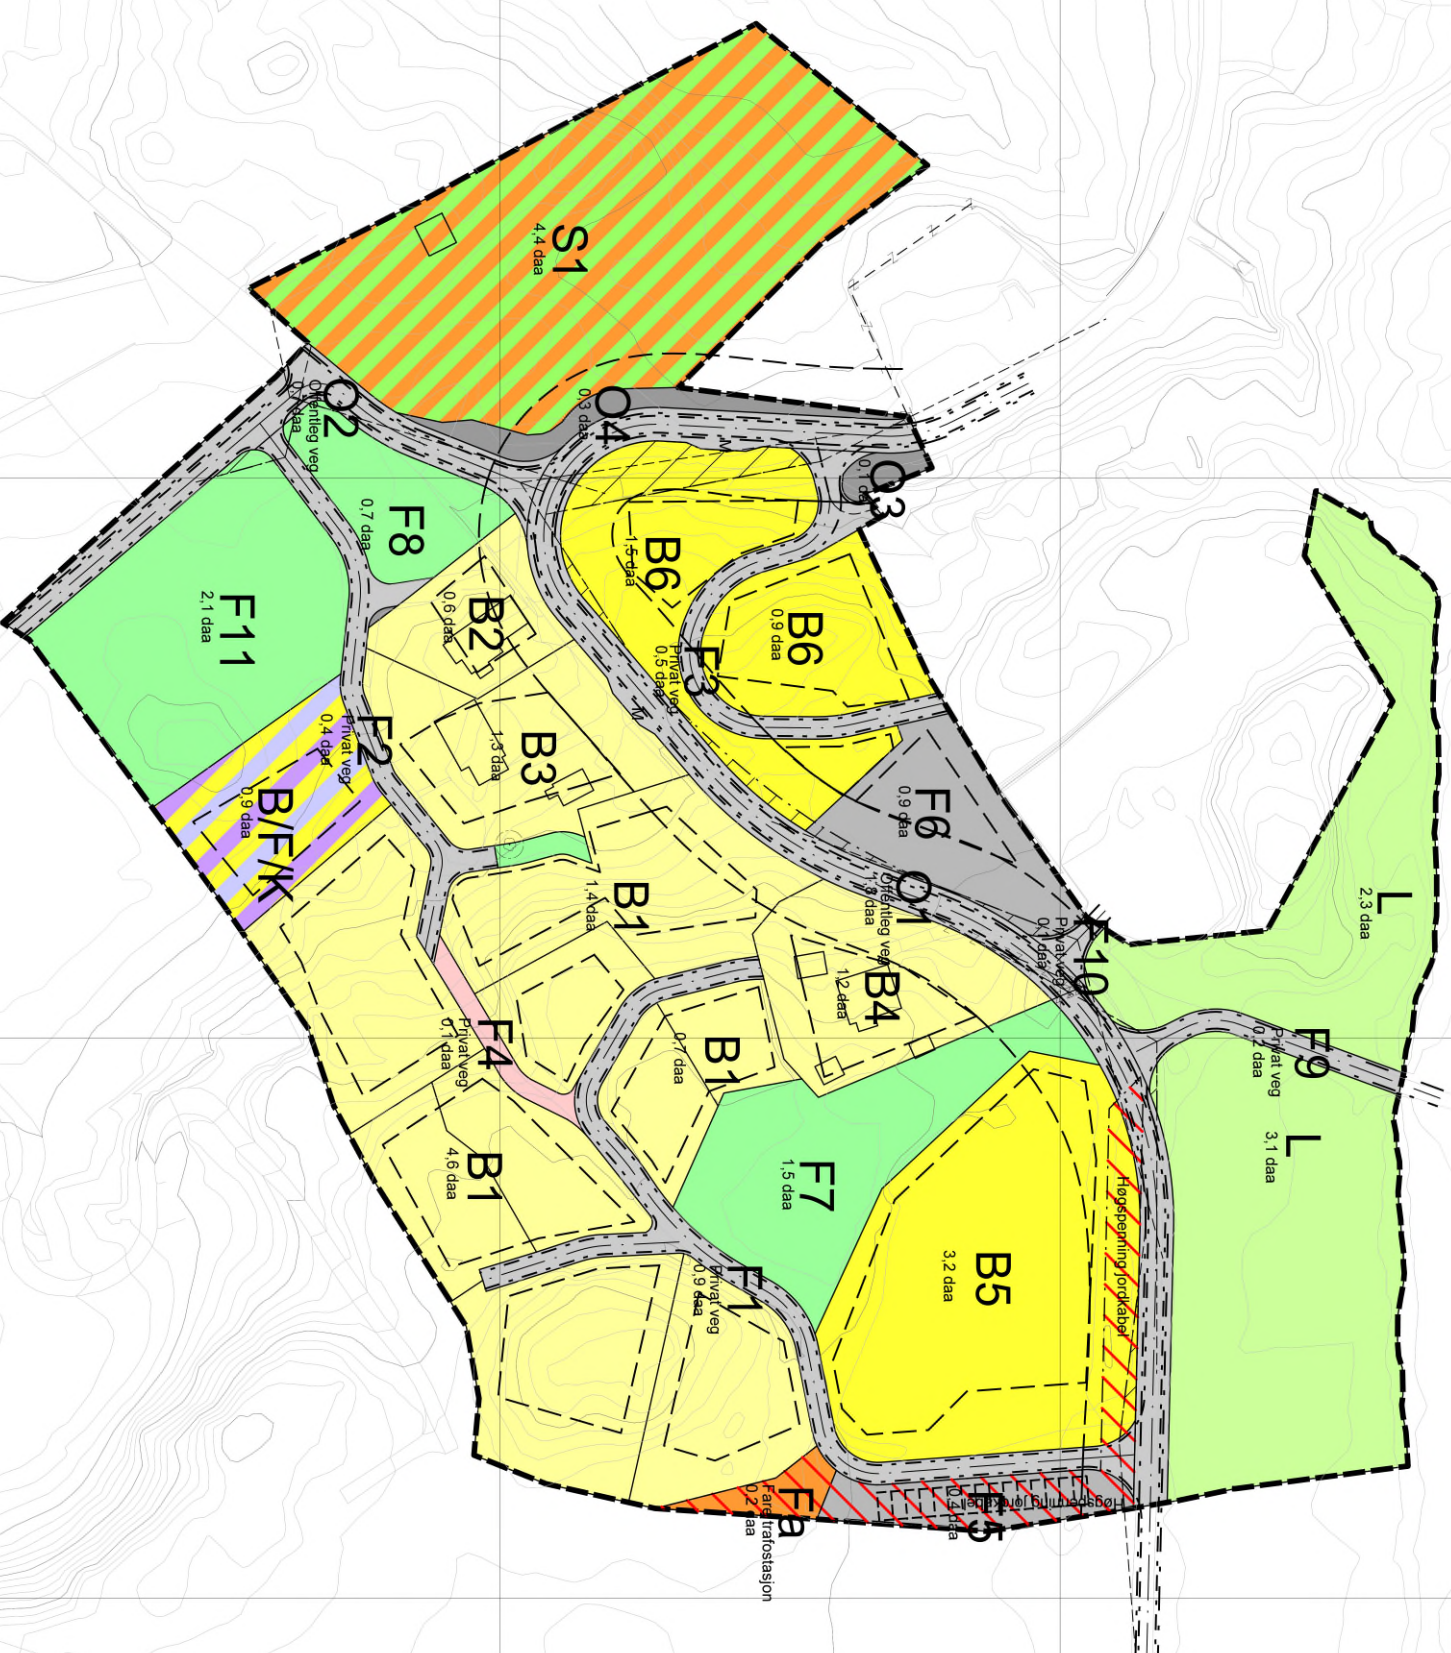 S1
4,4 daa
O2
Offentleg veg
O4
0,3 daa
O3
F8
0,7 daa
F11
2,1 daa
B6
1,5 daa
B6
0,9 daa
B2
0,6 daa
F3
Privat veg
0,5 daa
M
M
F2
Privat veg
0,4 daa
B3
1,3 daa
B/F/K
0,9 daa
F6
0,9 daa
O1
Offentleg veg
1,8 daa
B1
1,4 daa
L
2,3 daa
F10
Privat veg
0,1 daa
B4
1,2 daa
F4
Privat veg
0,1 daa
B1
0,7 daa
F9
Privat veg
0,2 daa
L
3,1 daa
B1
4,6 daa
F7
1,5 daa
Høgspenning jordkabel
B5
3,2 daa
F1
Privat veg
0,9 daa
Fa
Fare trafostasjon
0,2 daa
F5
0,4 daa
Høgspenning jordkabel